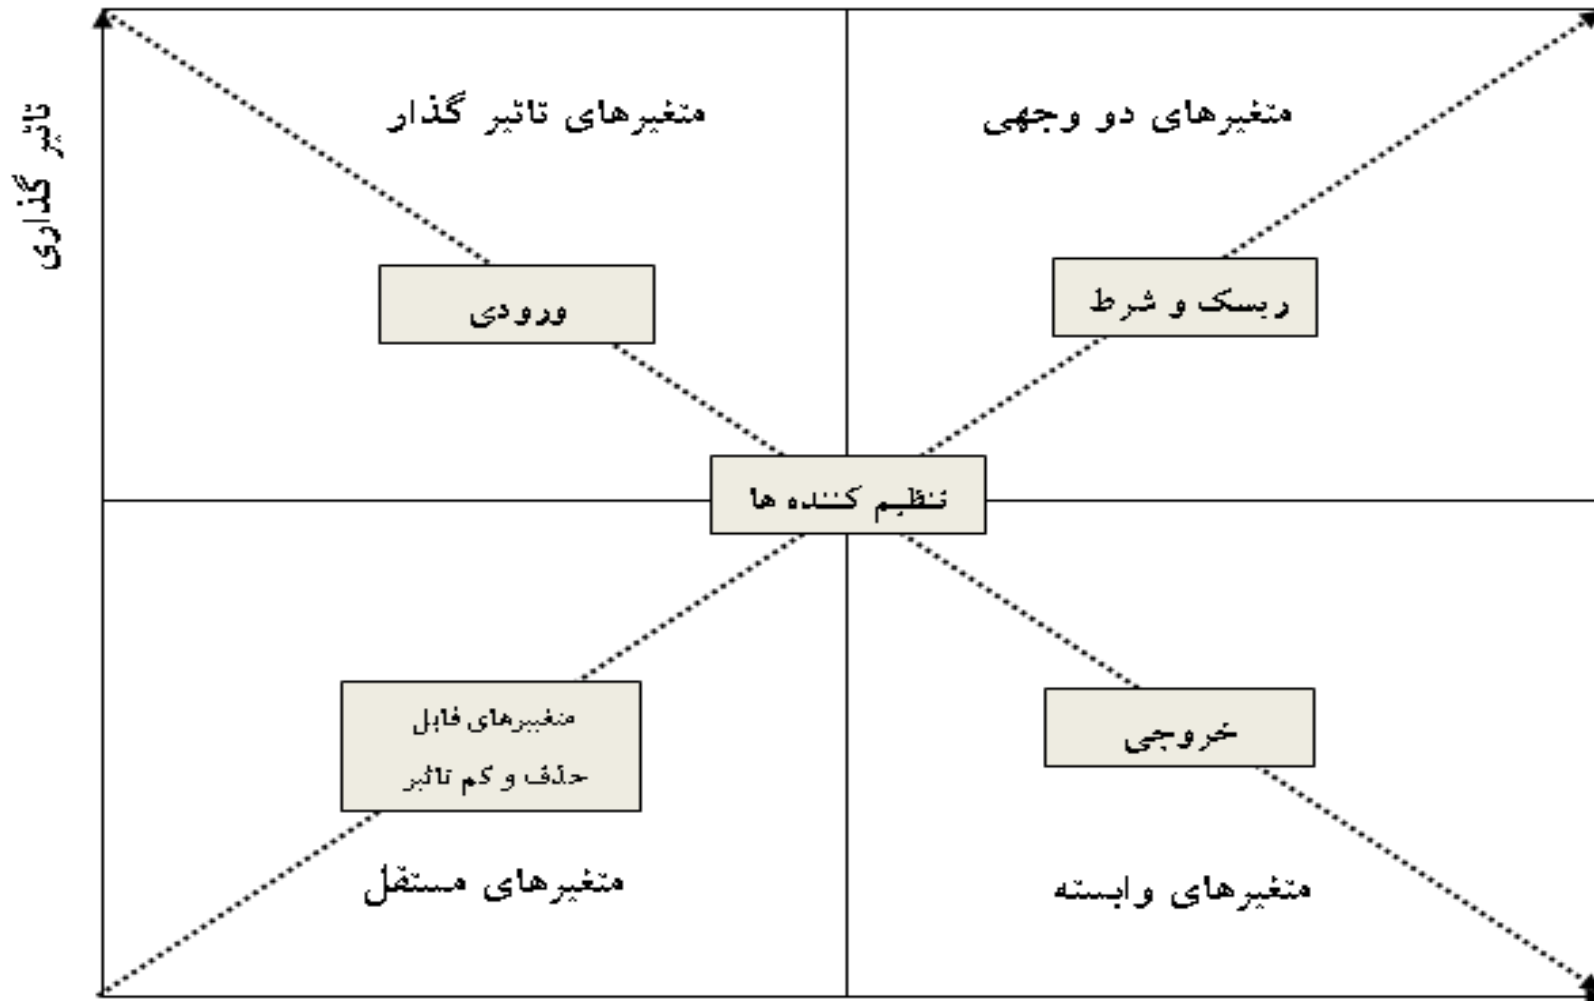 متغیرهای دو وجهی
متغیرهای تاثیر گذار
تاثیر گذاری
ریسک و شرط
ورودی
تنظیم کننده ها
متغییرهای قابل
حذف و کم تاثیر
خروجی
متغیرهای وابسته
متغیرهای مستقل